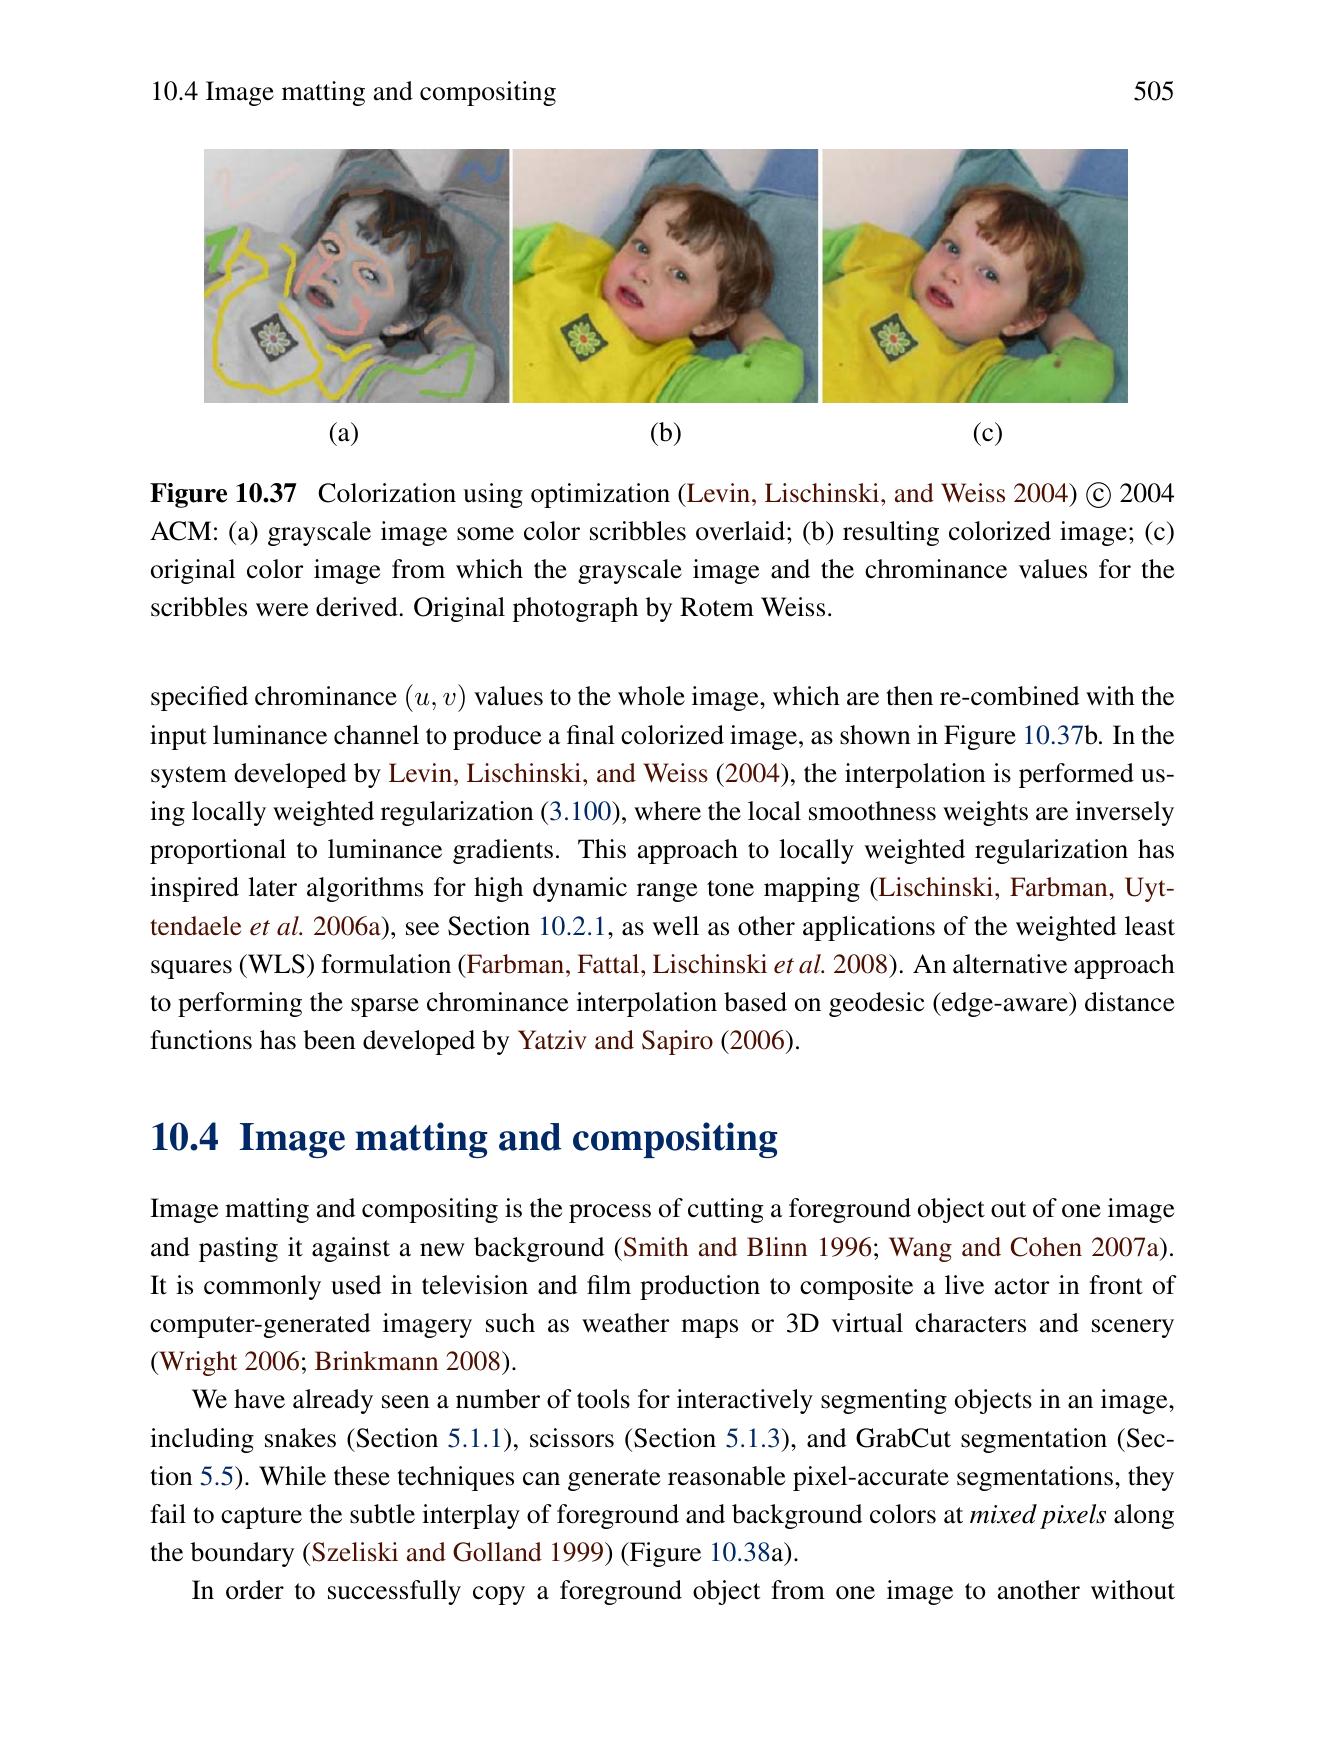 10.4 Image matting and compositing 505
(a) (b) (c)
Figure 10.37 Colorization using optimization (Levin, Lischinski, and Weiss 2004) © 2004
ACM: (a) grayscale image some color scribbles overlaid; (b) resulting colorized image; (c)
original color image from which the grayscale image and the chrominance values for the
scribbles were derived. Original photograph by Rotem Weiss.
specified chrominance (u, v) values to the whole image, which are then re-combined with the
input luminance channel to produce a final colorized image, as shown in Figure 10.37b. In the
system developed by Levin, Lischinski, and Weiss (2004), the interpolation is performed us-
ing locally weighted regularization (3.100), where the local smoothness weights are inversely
proportional to luminance gradients. This approach to locally weighted regularization has
inspired later algorithms for high dynamic range tone mapping (Lischinski, Farbman, Uyt-
tendaele et al. 2006a), see Section 10.2.1, as well as other applications of the weighted least
squares (WLS) formulation (Farbman, Fattal, Lischinski et al. 2008). An alternative approach
to performing the sparse chrominance interpolation based on geodesic (edge-aware) distance
functions has been developed by Yatziv and Sapiro (2006).
10.4 Image matting and compositing
Image matting and compositing is the process of cutting a foreground object out of one image
and pasting it against a new background (Smith and Blinn 1996; Wang and Cohen 2007a).
It is commonly used in television and film production to composite a live actor in front of
computer-generated imagery such as weather maps or 3D virtual characters and scenery
(Wright 2006; Brinkmann 2008).
We have already seen a number of tools for interactively segmenting objects in an image,
including snakes (Section 5.1.1), scissors (Section 5.1.3), and GrabCut segmentation (Sec-
tion 5.5). While these techniques can generate reasonable pixel-accurate segmentations, they
fail to capture the subtle interplay of foreground and background colors at mixed pixels along
the boundary (Szeliski and Golland 1999) (Figure 10.38a).
In order to successfully copy a foreground object from one image to another without